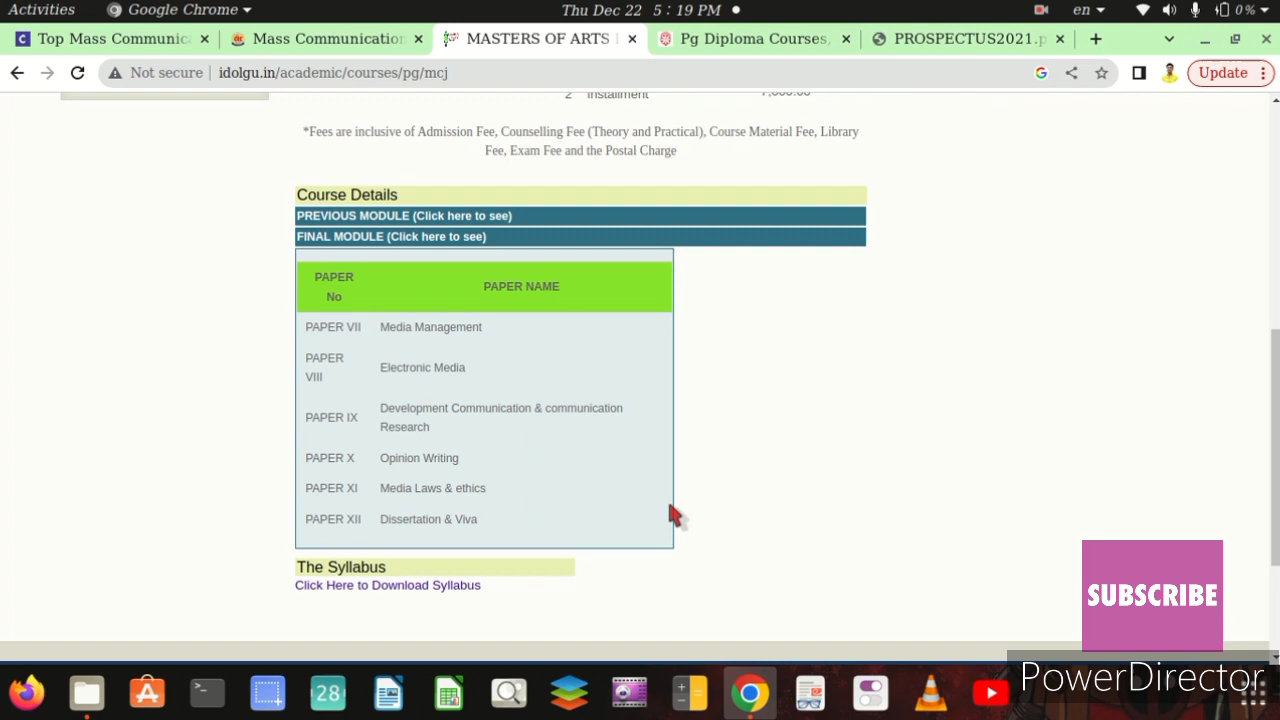 Activities Google Chrome Thu Dec 22 5 : 19 PM en 0 %
Top Mass Communica Mass Communication MASTERS OF ARTS Pg Diploma Courses, PROSPECTUS2021.p
Not secure idolgu.in/academic/courses/pg/mcj Update
2 Installment 7,000.00
*Fees are inclusive of Admission Fee, Counselling Fee (Theory and Practical), Course Material Fee, Library
Fee, Exam Fee and the Postal Charge
Course Details
PREVIOUS MODULE (Click here to see)
FINAL MODULE (Click here to see)
PAPER No PAPER NAME
PAPER VII Media Management
PAPER VIII Electronic Media
PAPER IX Development Communication & communication
Research
PAPER X Opinion Writing
PAPER XI Media Laws & ethics
PAPER XII Dissertation & Viva
The Syllabus
Click Here to Download Syllabus
SUBSCRIBE
PowerDirector
28